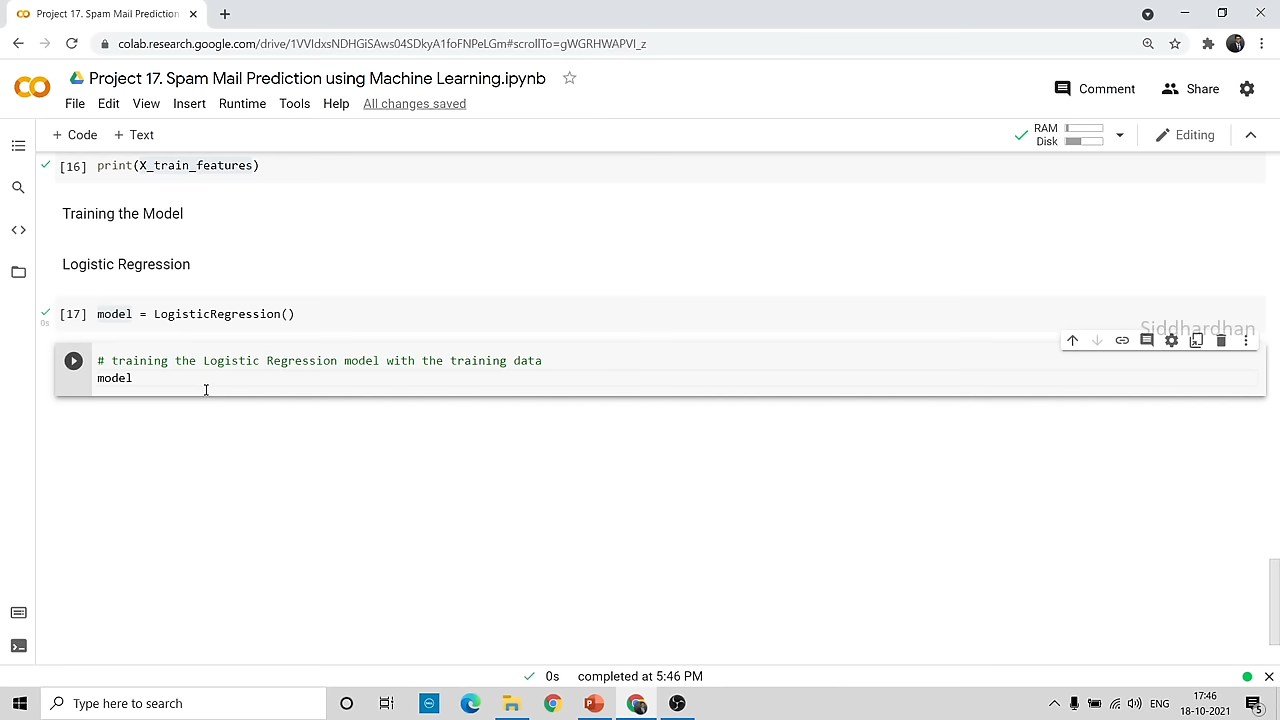 Project 17. Spam Mail Prediction
colab.research.google.com/drive/1VVIdxsNDHGiSAws04SDkyA1foFNPeLGm#scrollTo=gWGRHWAPVI_z
Project 17. Spam Mail Prediction using Machine Learning.ipynb
File Edit View Insert Runtime Tools Help All changes saved
Comment Share
+ Code + Text
RAM
Disk
Editing
[16] print(X_train_features)
Training the Model
Logistic Regression
[17] model = LogisticRegression()
0s
Siddhardhan
# training the Logistic Regression model with the training data
model
0s completed at 5:46 PM
Type here to search
ENG
17:46
18-10-2021
5